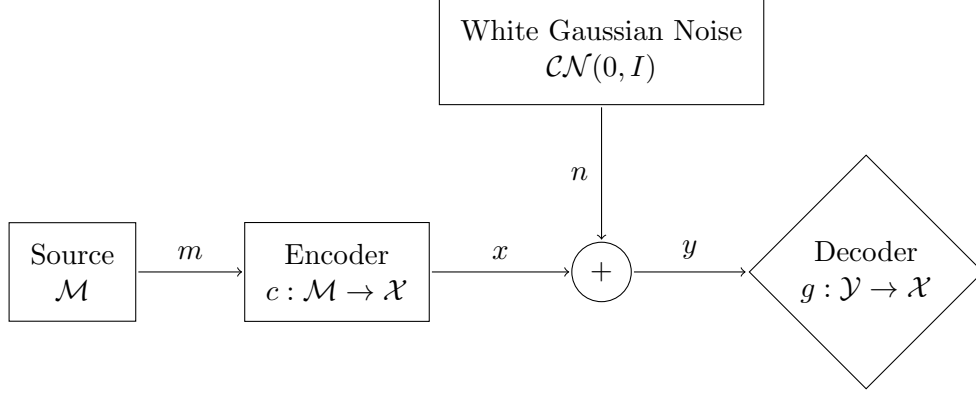 White Gaussian Noise
𝒞𝒩(0, I)
n
Source
ℳ
m
Encoder
c : ℳ → 𝒳
x
+
y
Decoder
g : 𝒴 → 𝒳